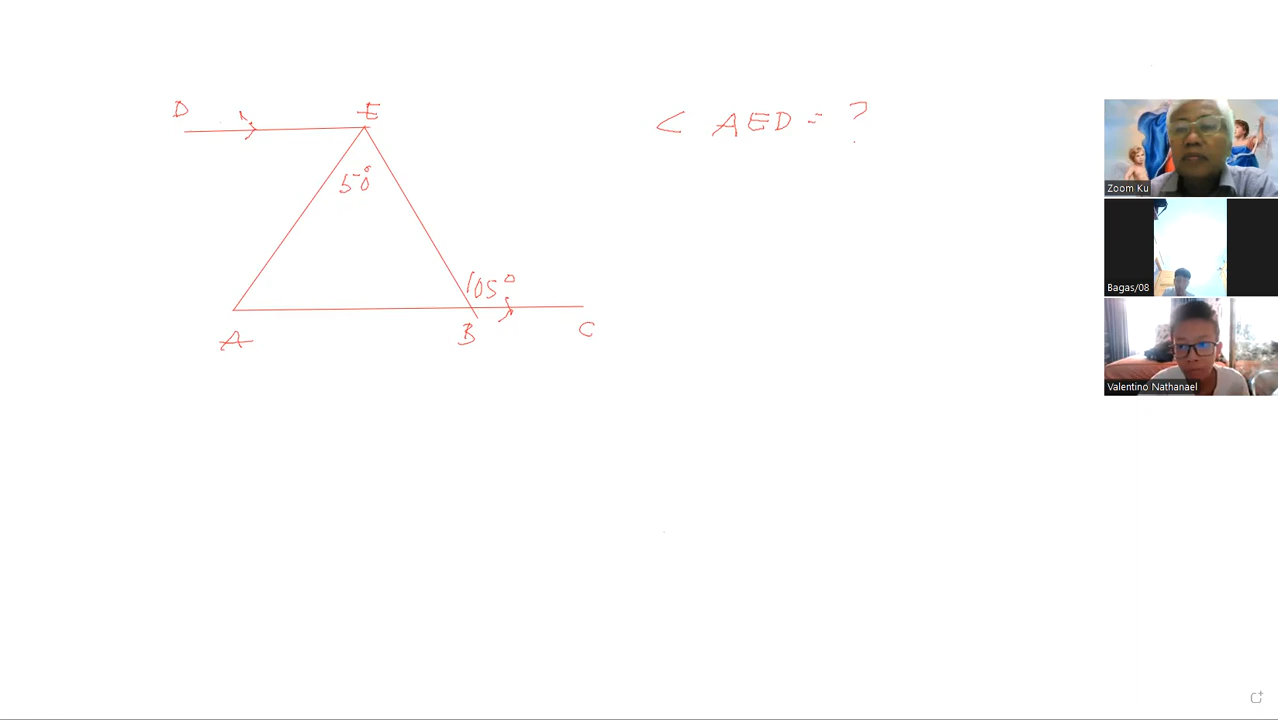 D
E
< AED = ?
50°
105°
A
B
C
Zoom Ku
Bagas/08
Valentino Nathanael